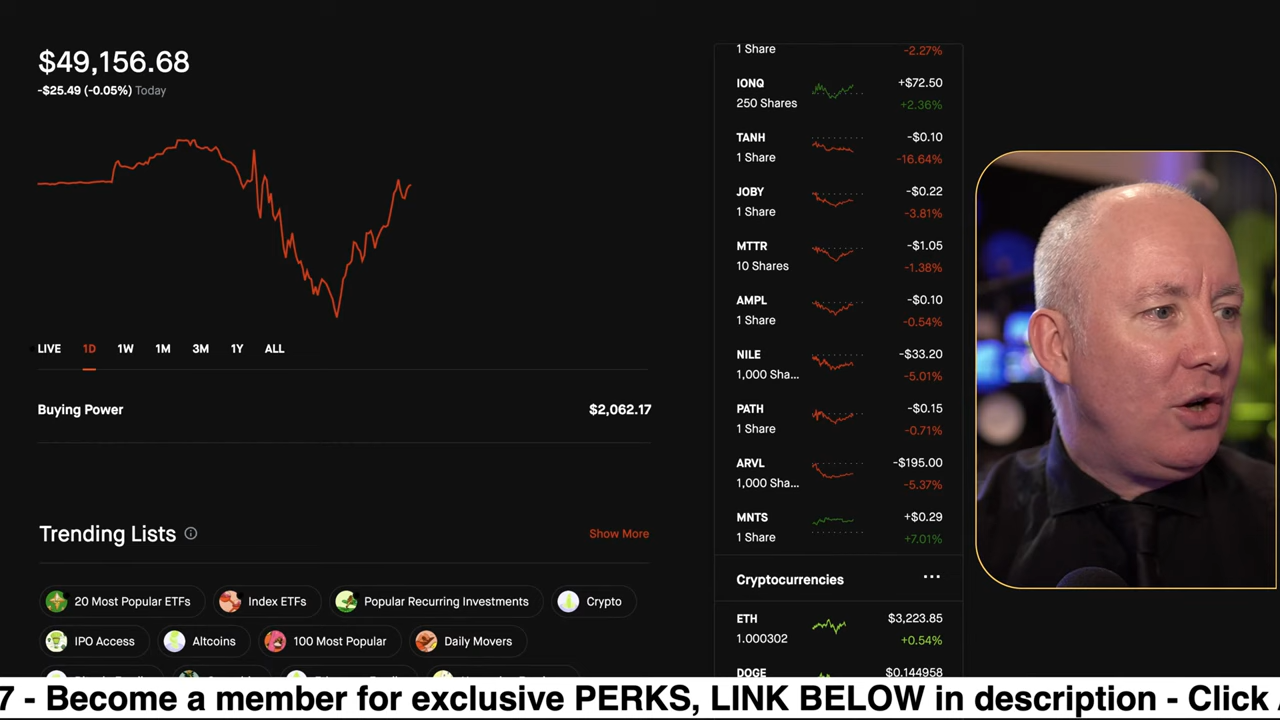 $49,156.68
-$25.49 (-0.05%) Today
LIVE 1D 1W 1M 3M 1Y ALL
Buying Power $2,062.17
Trending Lists
Show More
20 Most Popular ETFs Index ETFs Popular Recurring Investments Crypto
IPO Access Altcoins 100 Most Popular Daily Movers
1 Share -2.27%
IONQ +$72.50
250 Shares +2.36%
TANH -$0.10
1 Share -16.64%
JOBY -$0.22
1 Share -3.81%
MTTR -$1.05
10 Shares -1.38%
AMPL -$0.10
1 Share -0.54%
NILE -$33.20
1,000 Sha... -5.01%
PATH -$0.15
1 Share -0.71%
ARVL -$195.00
1,000 Sha... -5.37%
MNTS +$0.29
1 Share +7.01%
Cryptocurrencies ...
ETH $3,223.85
1.000302 +0.54%
DOGE $0.144958
7 - Become a member for exclusive PERKS, LINK BELOW in description - Click